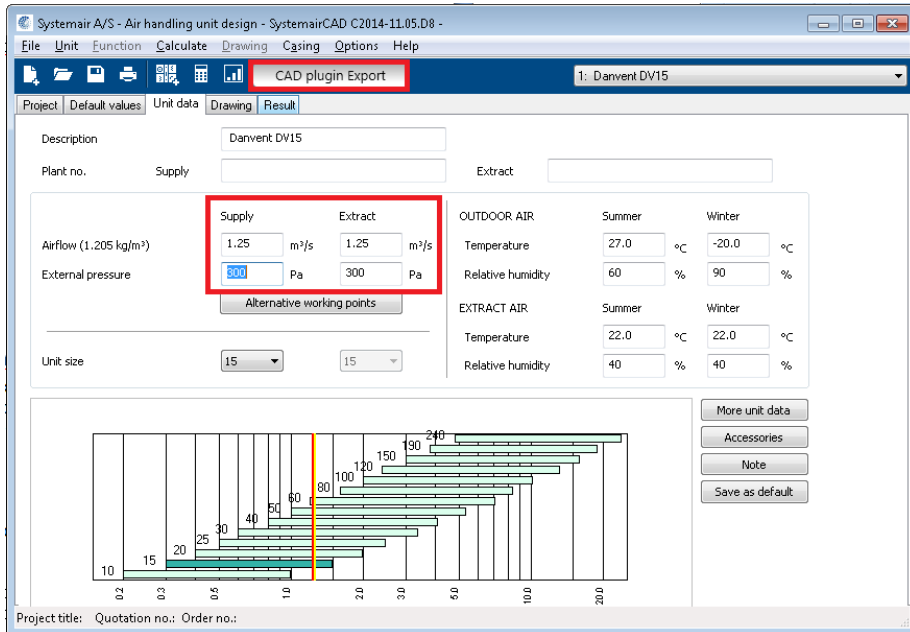 Systemair A/S - Air handling unit design - SystemairCAD C2014-11.05.D8 -
File Unit Function Calculate Drawing Casing Options Help
CAD plugin Export 1: Danvent DV15
Project Default values Unit data Drawing Result
Description Danvent DV15
Plant no. Supply Extract
Supply Extract OUTDOOR AIR Summer Winter
Airflow (1.205 kg/m³) 1.25 m³/s 1.25 m³/s Temperature 27.0 °C -20.0 °C
External pressure 300 Pa 300 Pa Relative humidity 60 % 90 %
Alternative working points EXTRACT AIR Summer Winter
Temperature 22.0 °C 22.0 °C
Unit size 15 15 Relative humidity 40 % 40 %
More unit data
Accessories
Note
Save as default
240
190
150
120
100
80
60
50
40
30
25
20
15
10
0.2 0.3 0.5 1.0 2.0 3.0 5.0 10.0 20.0
Project title: Quotation no.: Order no.: